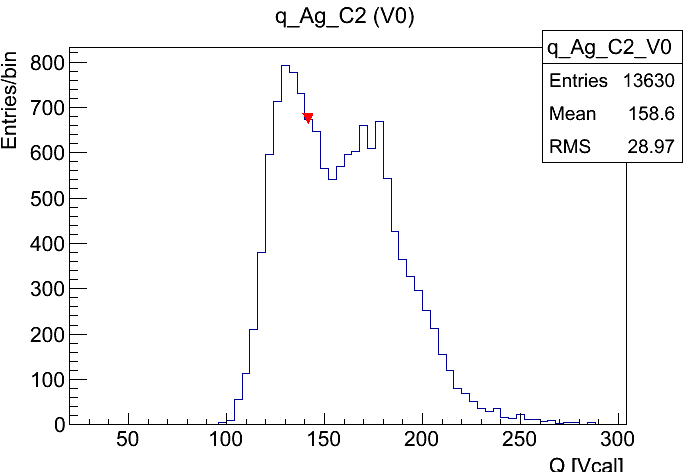 q_Ag_C2 (V0)
q_Ag_C2_V0
Entries 13630
Mean 158.6
RMS 28.97
Entries/bin
800
700
600
500
400
300
200
100
0
50 100 150 200 250 300
Q [Vcal]